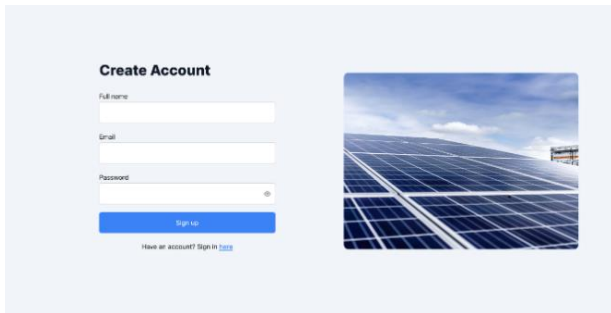 Create Account
Full name
Email
Password
Sign up
Have an account? Sign in here